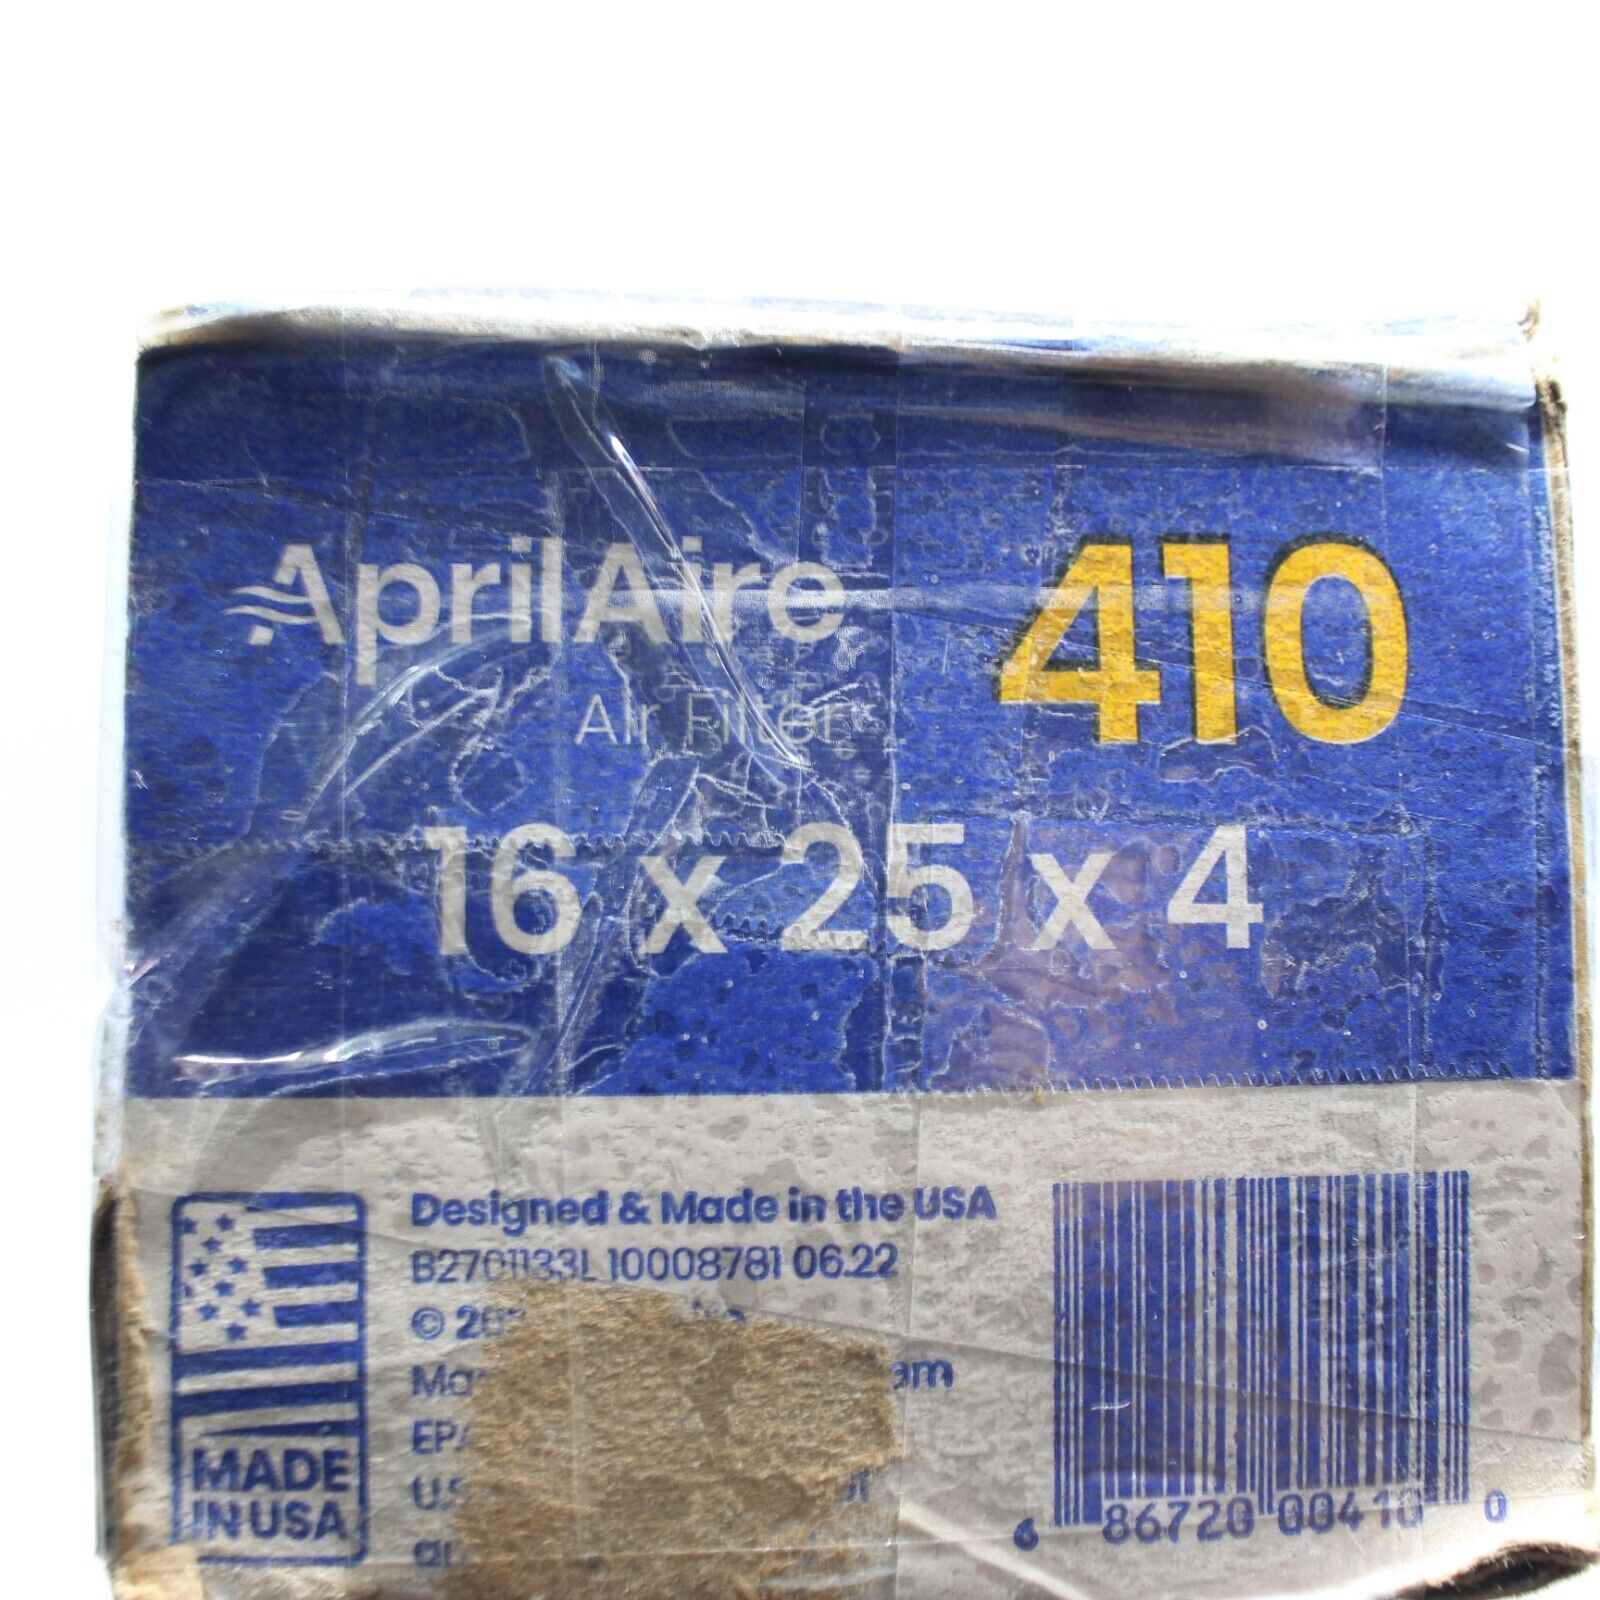 AprilAire 410
Air Filter
16 x 25 x 4
Designed & Made in the USA
B2701133L 10008781 06.22
©
MADE
IN USA
6 86720 00410 0